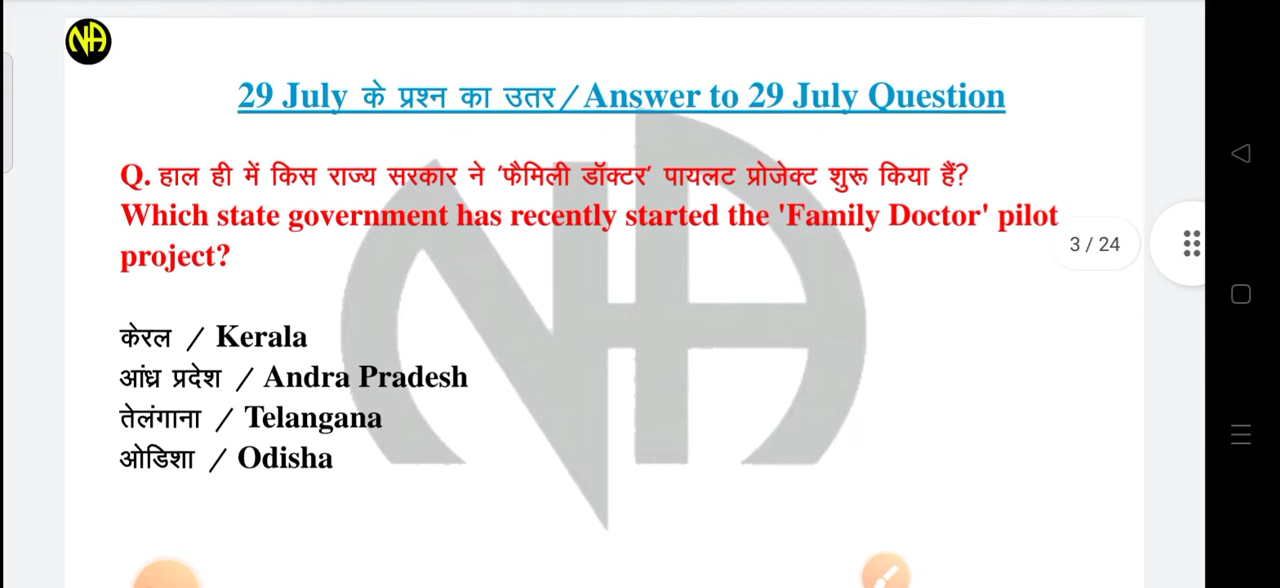 NA
29 July के प्रश्न का उतर/Answer to 29 July Question
Q. हाल ही में किस राज्य सरकार ने ‘फैमिली डॉक्टर’ पायलट प्रोजेक्ट शुरू किया हैं?
Which state government has recently started the 'Family Doctor' pilot
project?
3 / 24
केरल / Kerala
आंध्र प्रदेश / Andra Pradesh
तेलंगाना / Telangana
ओडिशा / Odisha
NA